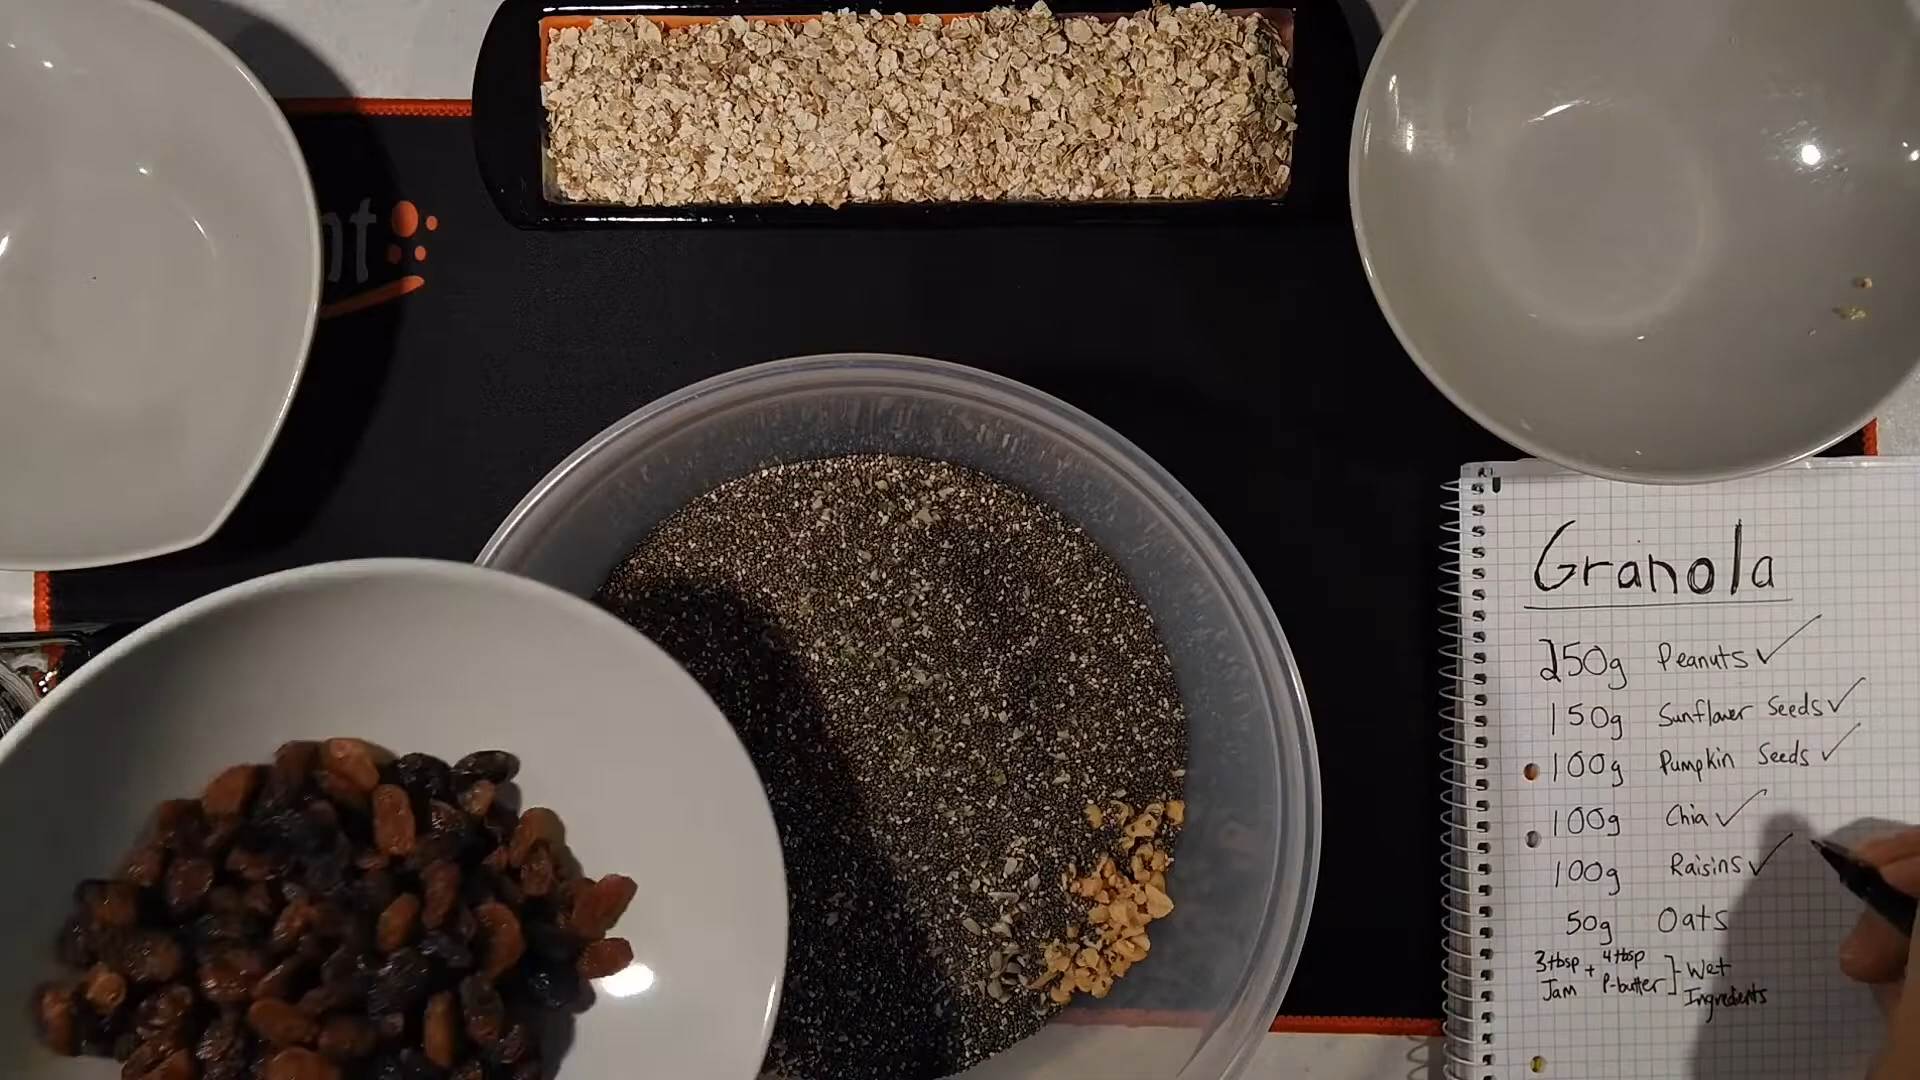 nt
Granola
250g Peanuts ✓
150g Sunflower Seeds ✓
100g Pumpkin Seeds ✓
100g Chia ✓
100g Raisins ✓
50g Oats
3tbsp + 4tbsp ] - Wet
Jam P-butter Ingredients